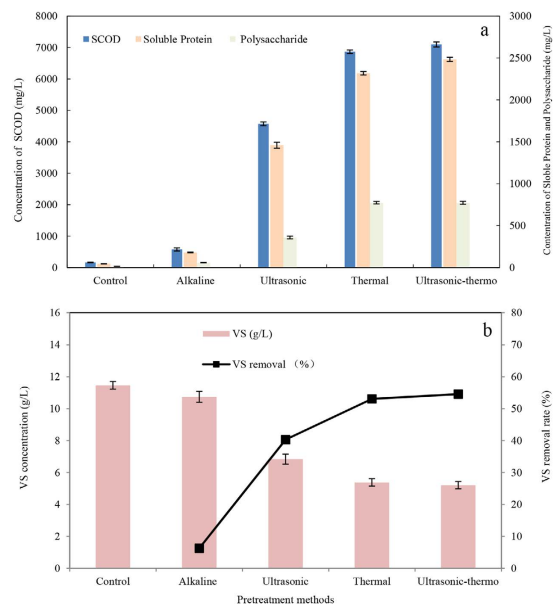 a
SCOD Soluble Protein Polysaccharide
Concentration of SCOD (mg/L)
8000
7000
6000
5000
4000
3000
2000
1000
0
3000
2500
2000
1500
1000
500
0
Contentration of Sloble Protein and Polysaccharide (mg/L)
Control Alkaline Ultrasonic Thermal Ultrasonic-thermo
b
VS (g/L)
VS removal （%）
VS concentration (g/L)
16
14
12
10
8
6
4
2
0
80
70
60
50
40
30
20
10
0
VS removal rate (%)
Control Alkaline Ultrasonic Thermal Ultrasonic-thermo
Pretreatment methods